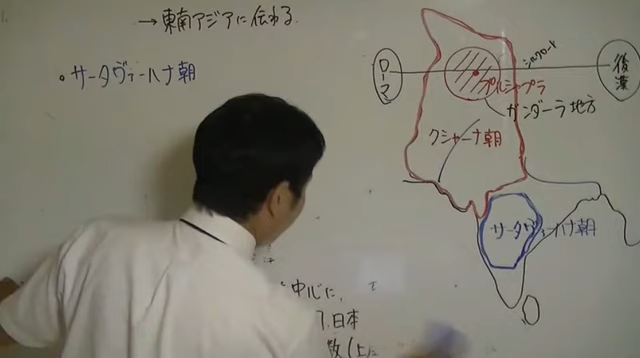 →東南アジアに伝わる
•サータヴァーハナ朝
シルクロード
ローマ
後漢
プルシャプラ
ガンダーラ地方
クシャーナ朝
サータヴァーハナ朝
中心に、
日本